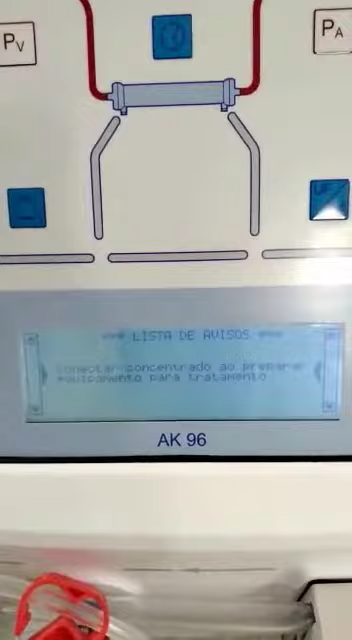 PV
PA
*** LISTA DE AVISOS ***
Conectar concentrado ao preparar
equipamento para tratamento
AK 96